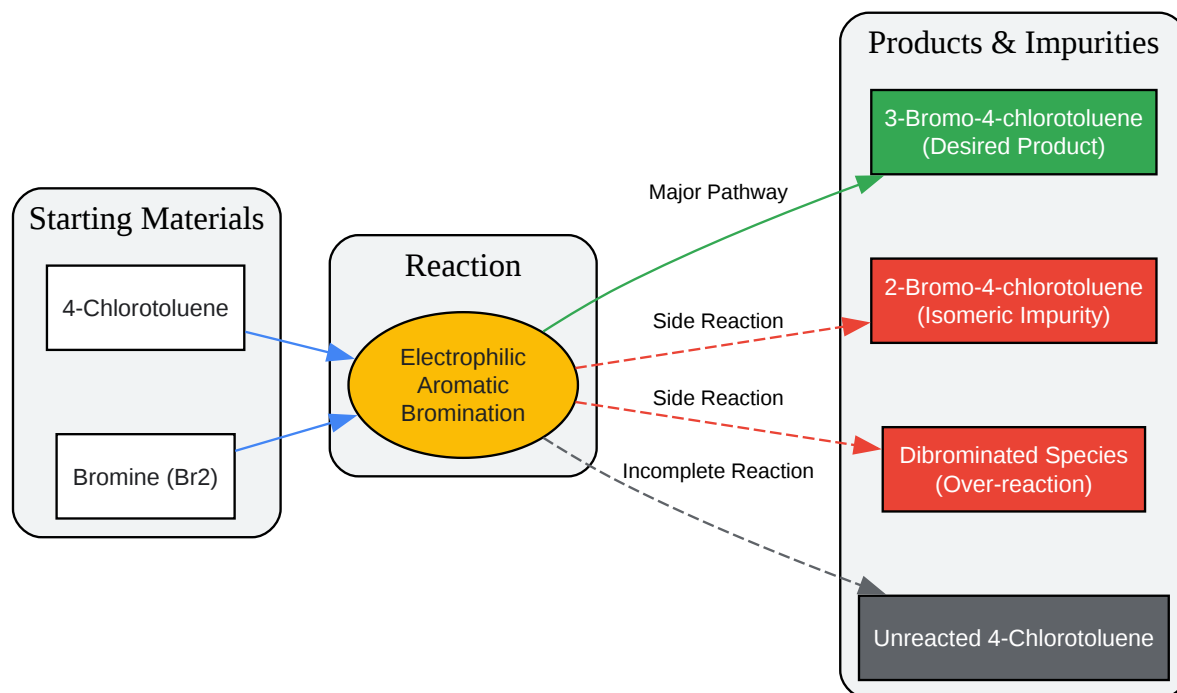 Starting Materials
4-Chlorotoluene
Bromine (Br2)
Reaction
Electrophilic
Aromatic
Bromination
Major Pathway
Side Reaction
Side Reaction
Incomplete Reaction
Products & Impurities
3-Bromo-4-chlorotoluene
(Desired Product)
2-Bromo-4-chlorotoluene
(Isomeric Impurity)
Dibrominated Species
(Over-reaction)
Unreacted 4-Chlorotoluene